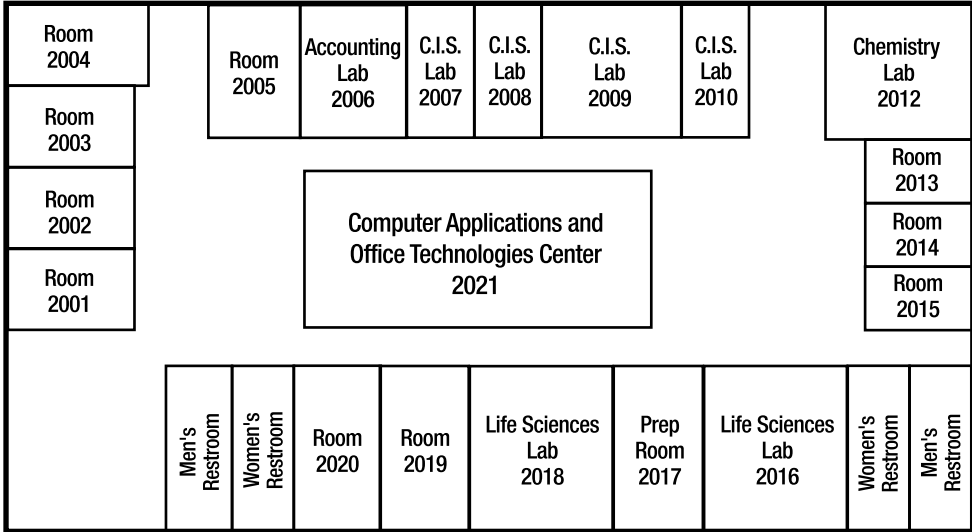 Room
2004
Room
2005
Accounting
Lab
2006
C.I.S.
Lab
2007
C.I.S.
Lab
2008
C.I.S.
Lab
2009
C.I.S.
Lab
2010
Chemistry
Lab
2012
Room
2003
Room
2002
Room
2001
Computer Applications and
Office Technologies Center
2021
Room
2013
Room
2014
Room
2015
Men's
Restroom
Women's
Restroom
Room
2020
Room
2019
Life Sciences
Lab
2018
Prep
Room
2017
Life Sciences
Lab
2016
Women's
Restroom
Men's
Restroom